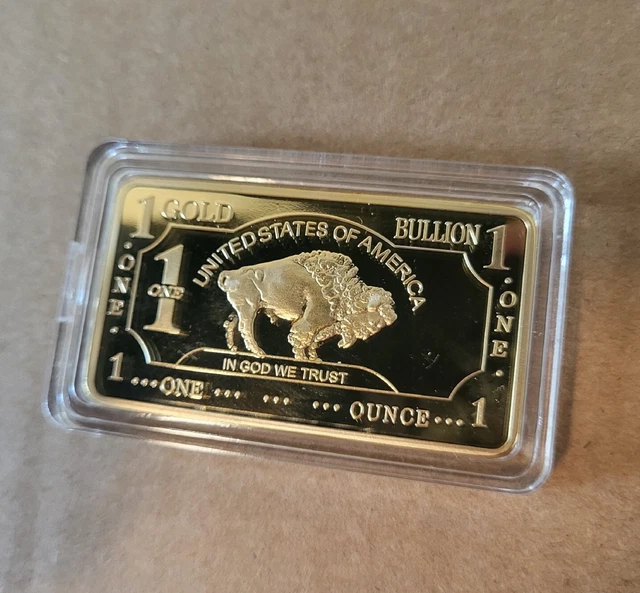 1 GOLD BULLION 1
UNITED STATES OF AMERICA
1
ONE
. ONE .
. ONE .
IN GOD WE TRUST
1 ... ONE ... ... ... OUNCE ... 1